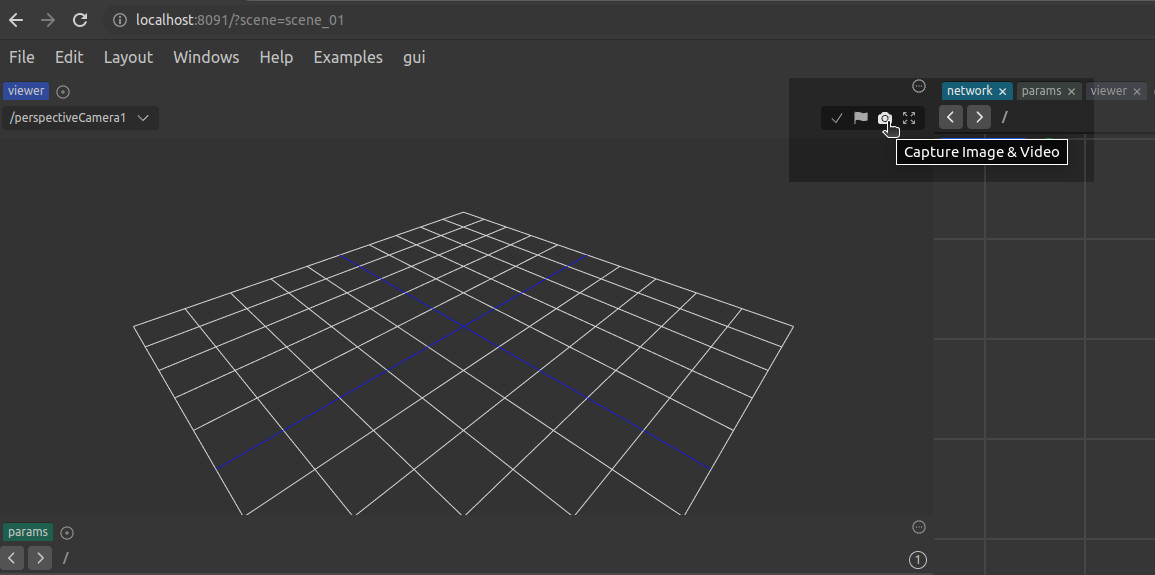 localhost:8091/?scene=scene_01
File Edit Layout Windows Help Examples gui
viewer network params viewer
/perspectiveCamera1 /
Capture Image & Video
params
/ 1